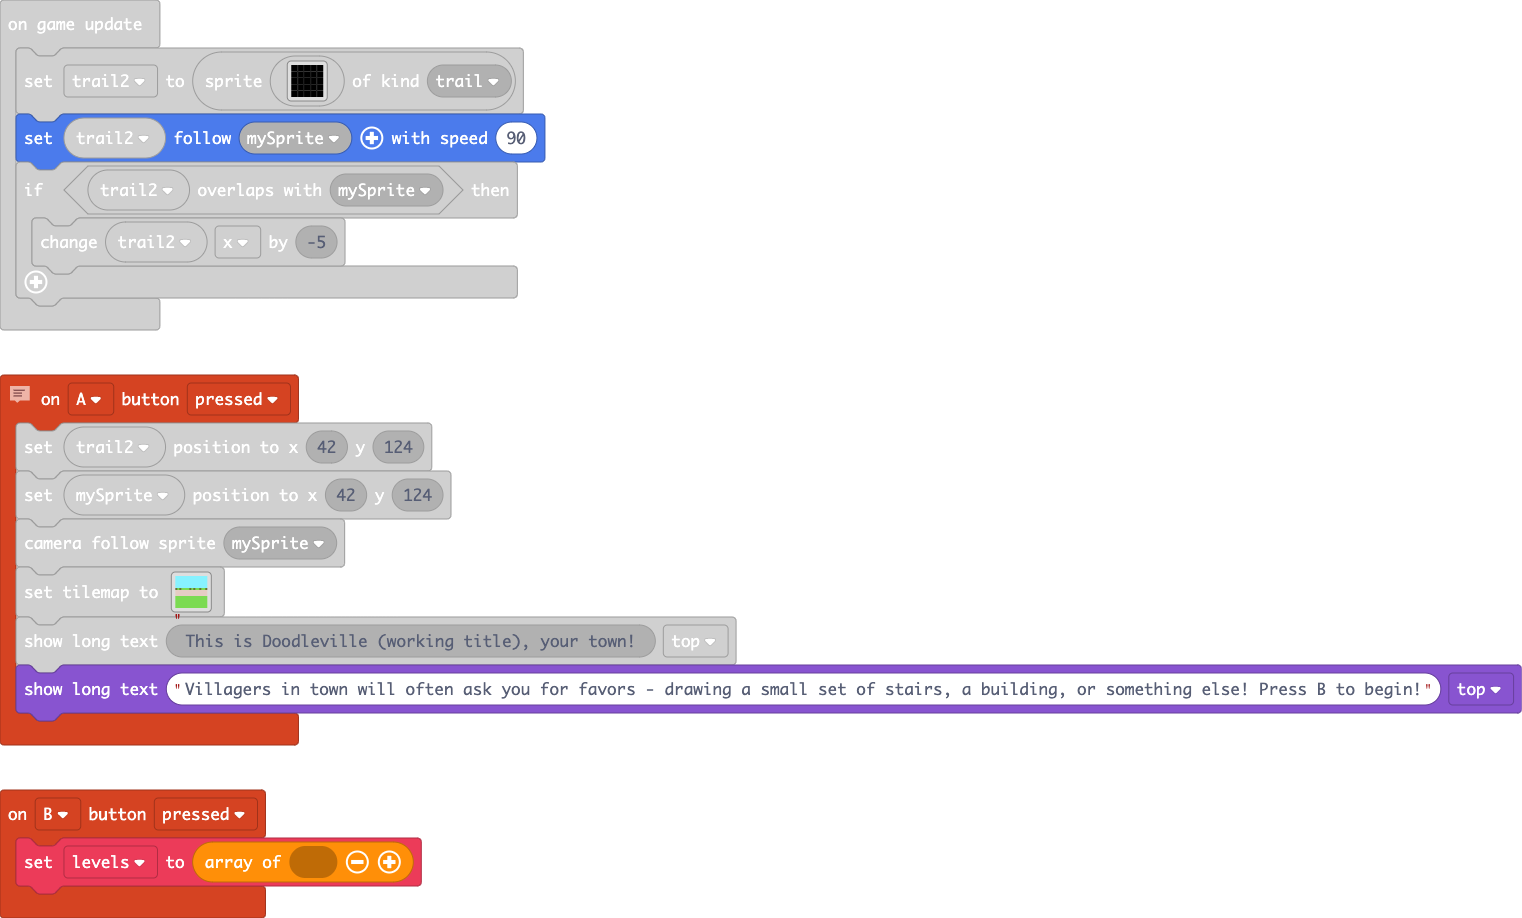 on game update
set trail2 to sprite of kind trail
set trail2 follow mySprite with speed 90
if trail2 overlaps with mySprite then
change trail2 x by -5
on A button pressed
set trail2 position to x 42 y 124
set mySprite position to x 42 y 124
camera follow sprite mySprite
set tilemap to
show long text " This is Doodleville (working title), your town! top
show long text "Villagers in town will often ask you for favors - drawing a small set of stairs, a building, or something else! Press B to begin!" top
on B button pressed
set levels to array of